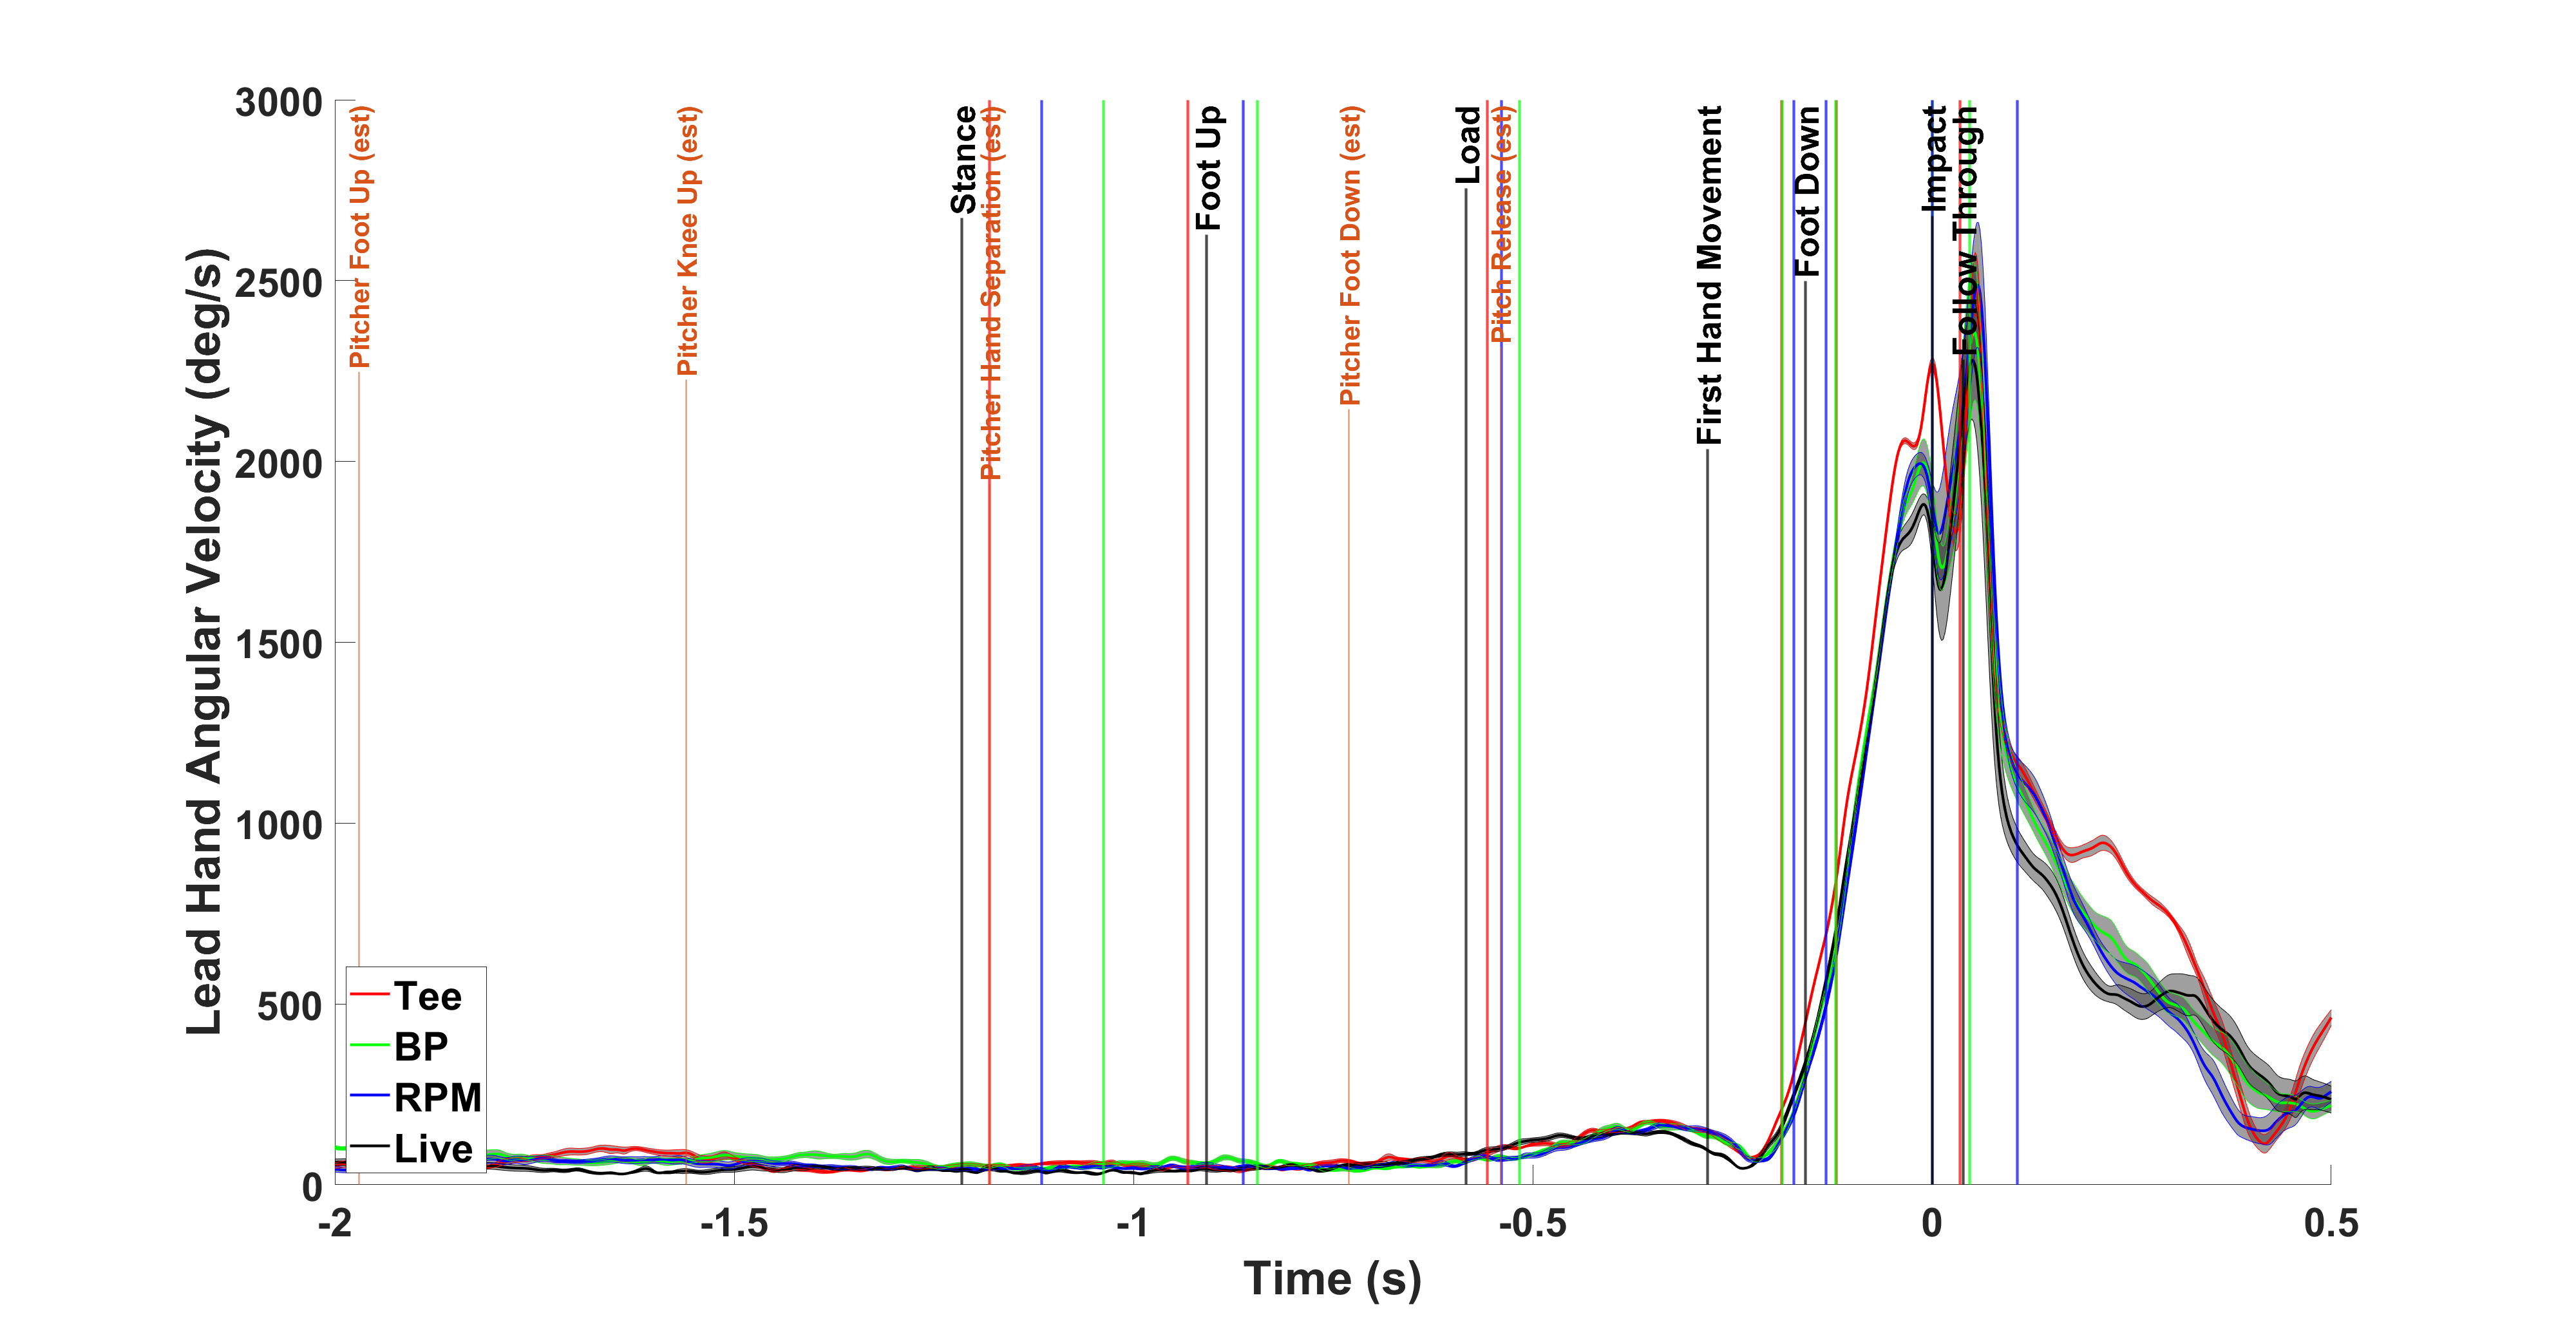 Lead Hand Angular Velocity (deg/s)
3000
2500
2000
1500
1000
500
0
Pitcher Foot Up (est)
Pitcher Knee Up (est)
Stance
Pitcher Hand Separation (est)
Foot Up
Pitcher Foot Down (est)
Load
Pitch Release (est)
First Hand Movement
Foot Down
Impact
Follow Through
Tee
BP
RPM
Live
-2
-1.5
-1
-0.5
0
0.5
Time (s)